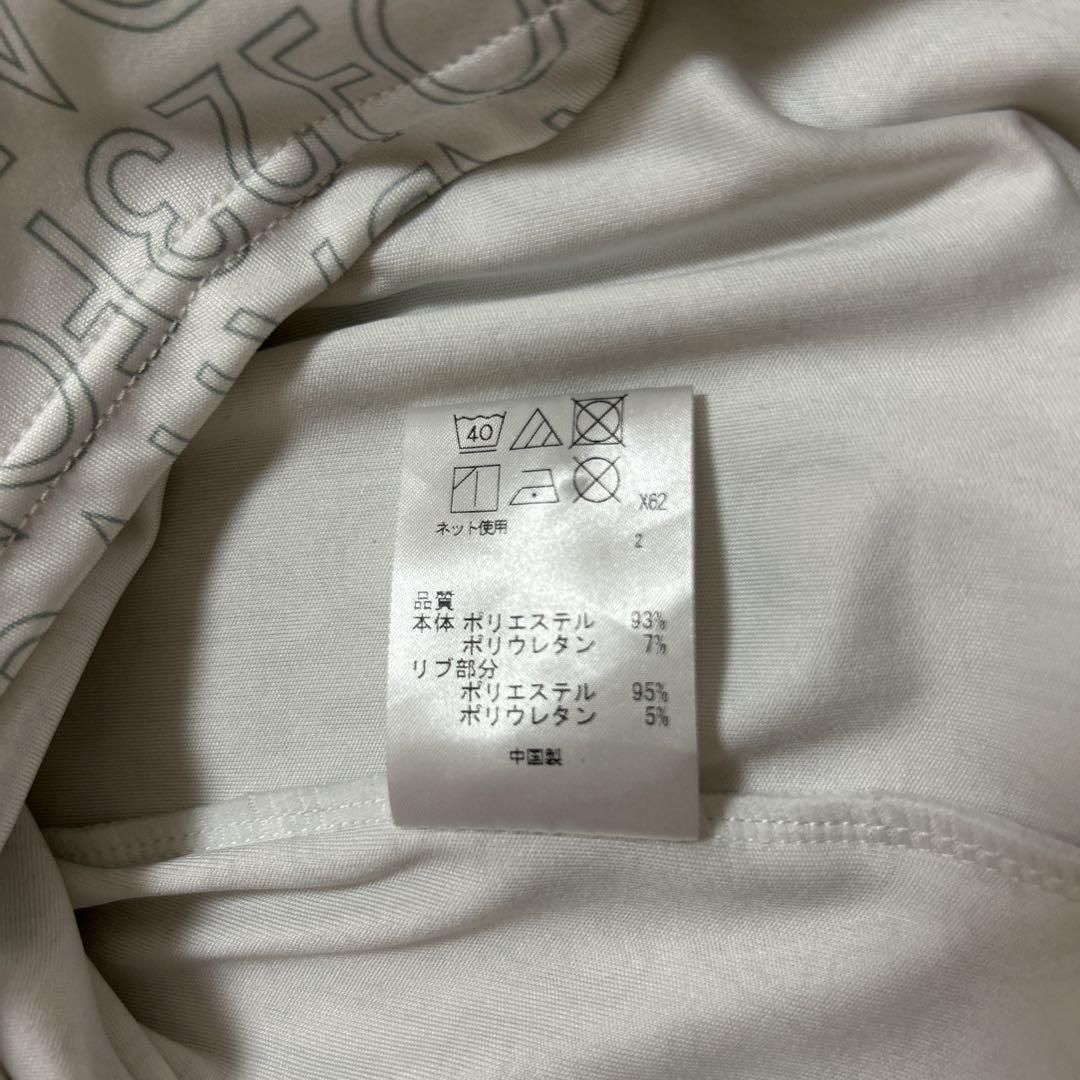 40
X62
ネット使用
2
品質
本体 ポリエステル 93%
ポリウレタン 7%
リブ部分
ポリエステル 95%
ポリウレタン 5%
中国製